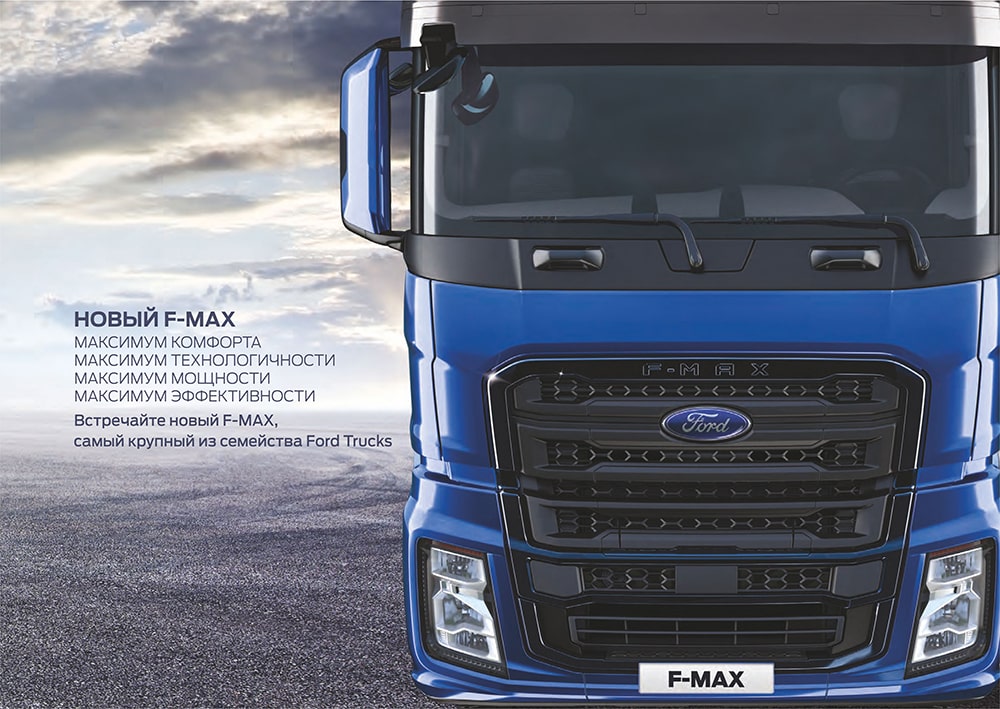 НОВЫЙ F-MAX
МАКСИМУМ КОМФОРТА
МАКСИМУМ ТЕХНОЛОГИЧНОСТИ
МАКСИМУМ МОЩНОСТИ
МАКСИМУМ ЭФФЕКТИВНОСТИ
Встречайте новый F-MAX,
самый крупный из семейства Ford Trucks
F-MAX
Ford
F-MAX